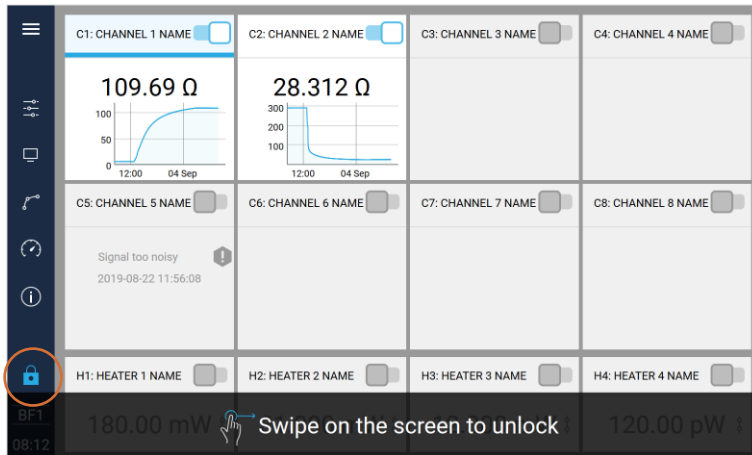 C1: CHANNEL 1 NAME
C2: CHANNEL 2 NAME
C3: CHANNEL 3 NAME
C4: CHANNEL 4 NAME
109.69 Ω
100
50
0
12:00 04 Sep
28.312 Ω
300
200
100
12:00 04 Sep
C5: CHANNEL 5 NAME
C6: CHANNEL 6 NAME
C7: CHANNEL 7 NAME
C8: CHANNEL 8 NAME
Signal too noisy
2019-08-22 11:56:08
H1: HEATER 1 NAME
H2: HEATER 2 NAME
H3: HEATER 3 NAME
H4: HEATER 4 NAME
BF1
08:12
180.00 mW
Swipe on the screen to unlock
120.00 pW